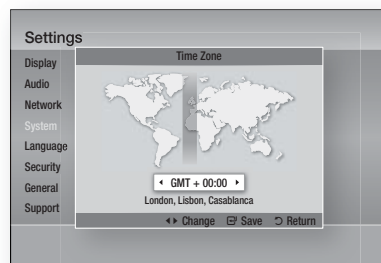 Settings
Display
Audio
Network
System
Language
Security
General
Support
Time Zone
GMT + 00:00
London, Lisbon, Casablanca
Change Save Return